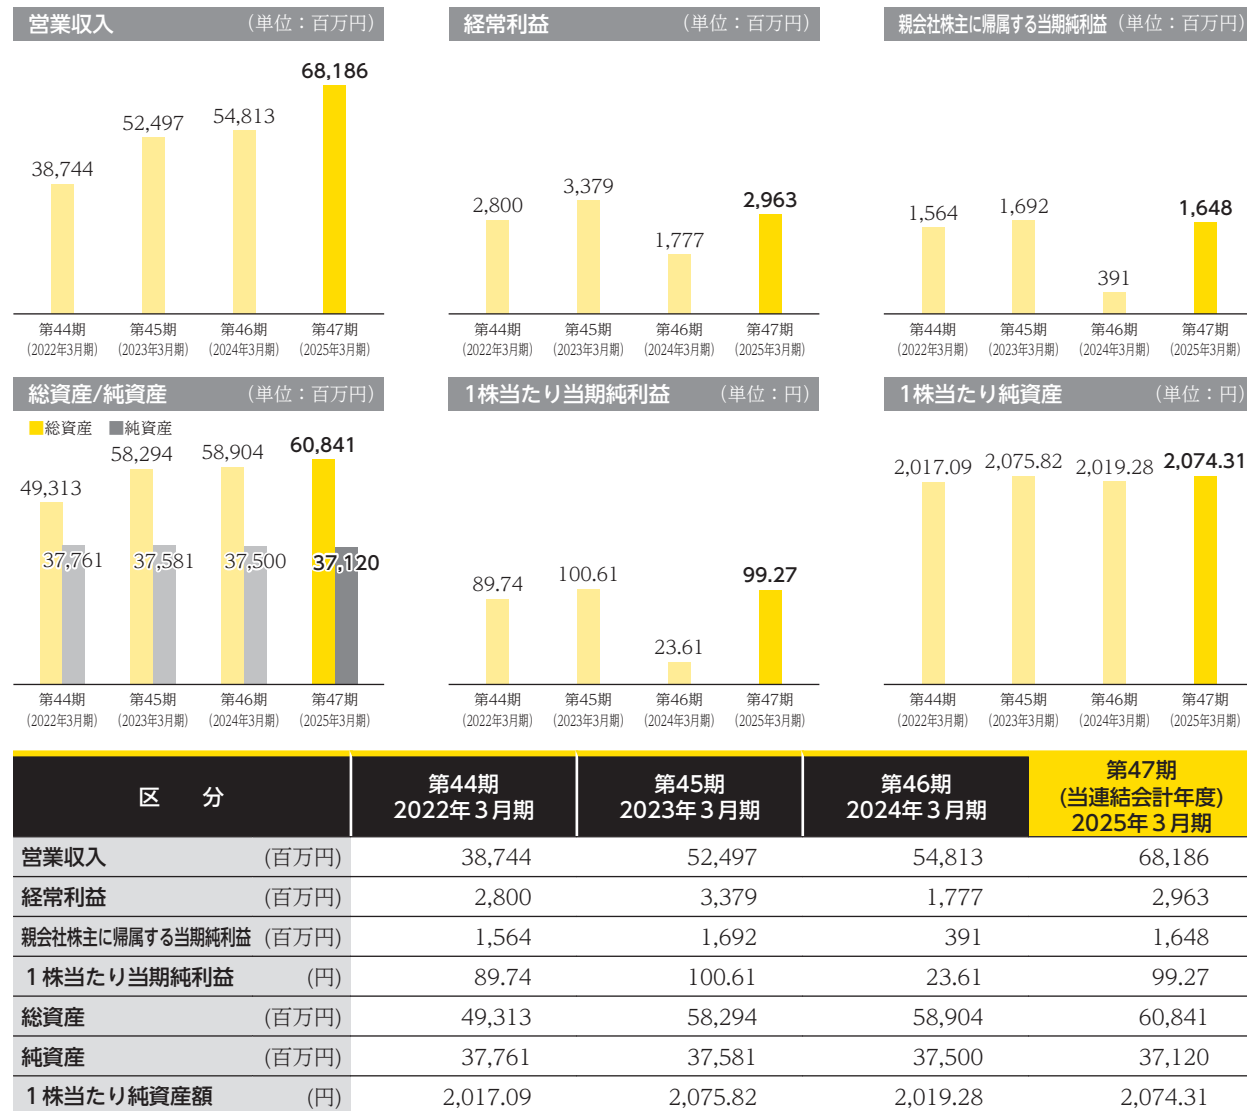 営業収入 （単位：百万円）
68,186
54,813
52,497
38,744
第44期 第45期 第46期 第47期
（2022年3月期） （2023年3月期） （2024年3月期） （2025年3月期）
経常利益 （単位：百万円）
3,379
2,963
2,800
1,777
第44期 第45期 第46期 第47期
（2022年3月期） （2023年3月期） （2024年3月期） （2025年3月期）
親会社株主に帰属する当期純利益 （単位：百万円）
1,692
1,648
1,564
391
第44期 第45期 第46期 第47期
（2022年3月期） （2023年3月期） （2024年3月期） （2025年3月期）
総資産/純資産 （単位：百万円）
総資産 純資産
60,841
58,294 58,904
49,313
37,761 37,581 37,500 37,120
第44期 第45期 第46期 第47期
（2022年3月期） （2023年3月期） （2024年3月期） （2025年3月期）
1株当たり当期純利益 （単位：円）
100.61 99.27
89.74
23.61
第44期 第45期 第46期 第47期
（2022年3月期） （2023年3月期） （2024年3月期） （2025年3月期）
1株当たり純資産 （単位：円）
2,017.09 2,075.82 2,019.28 2,074.31
第44期 第45期 第46期 第47期
（2022年3月期） （2023年3月期） （2024年3月期） （2025年3月期）
区 分
第44期
2022年３月期
第45期
2023年３月期
第46期
2024年３月期
第47期
(当連結会計年度)
2025年３月期
営業収入 (百万円) 38,744 52,497 54,813 68,186
経常利益 (百万円) 2,800 3,379 1,777 2,963
親会社株主に帰属する当期純利益 (百万円) 1,564 1,692 391 1,648
１株当たり当期純利益 (円) 89.74 100.61 23.61 99.27
総資産 (百万円) 49,313 58,294 58,904 60,841
純資産 (百万円) 37,761 37,581 37,500 37,120
１株当たり純資産額 (円) 2,017.09 2,075.82 2,019.28 2,074.31